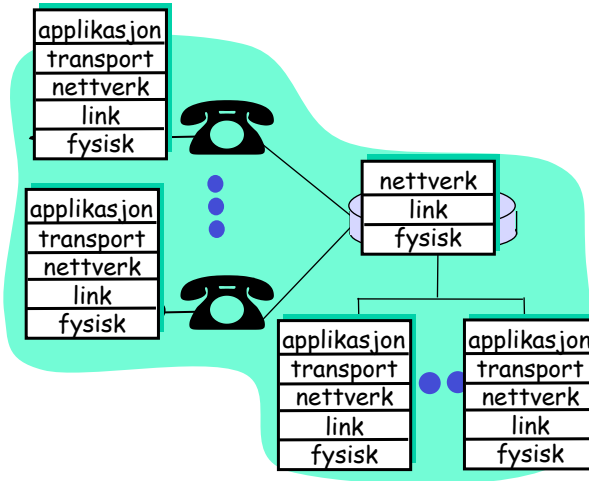 applikasjon
transport
nettverk
link
fysisk
applikasjon
transport
nettverk
link
fysisk
nettverk
link
fysisk
applikasjon
transport
nettverk
link
fysisk
applikasjon
transport
nettverk
link
fysisk